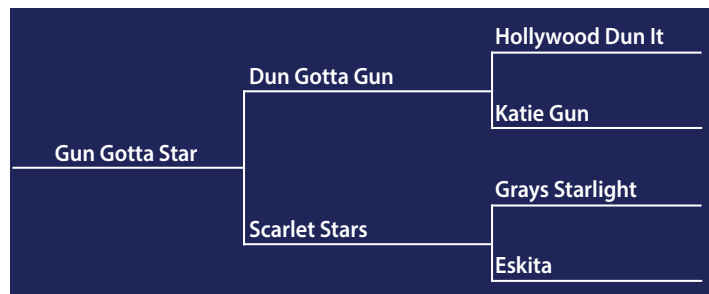 Hollywood Dun It
Dun Gotta Gun
Katie Gun
Gun Gotta Star
Grays Starlight
Scarlet Stars
Eskita